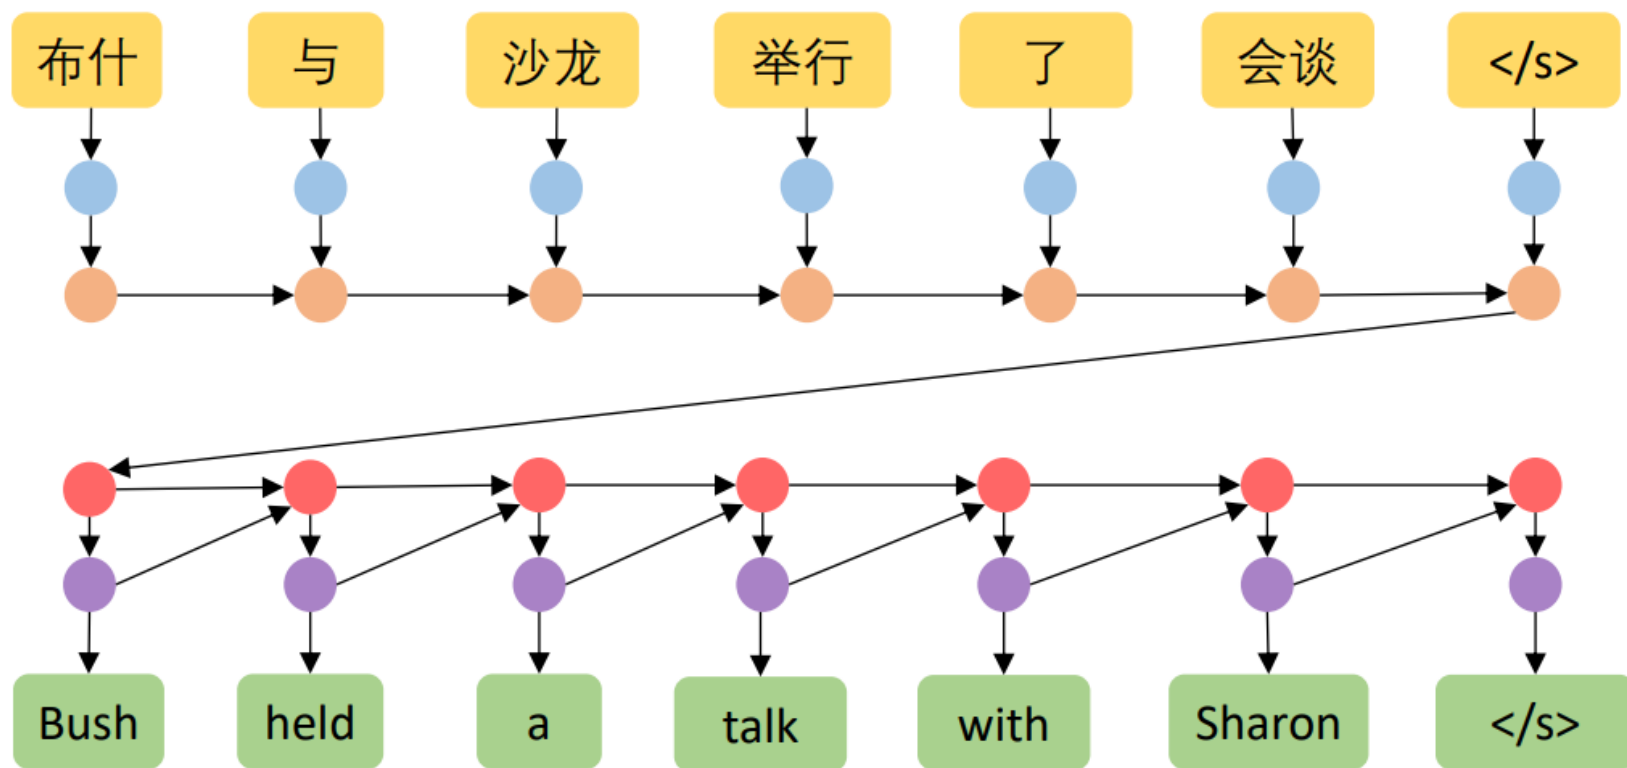 布什 与 沙龙 举行 了 会谈 </s>
Bush held a talk with Sharon </s>